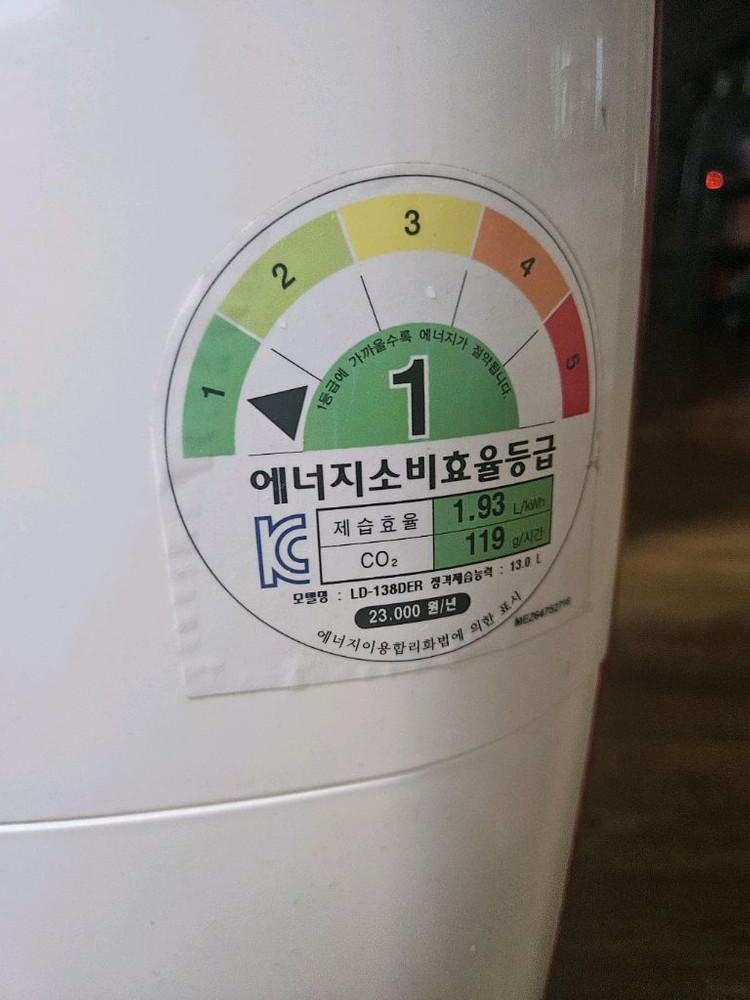 1
2
3
4
5
1등급에 가까울수록 에너지가 절약됩니다.
1
에너지소비효율등급
KC
제습효율 1.93 L/kWh
CO₂ 119 g/시간
모델명 : LD-138DER 정격제습능력 : 13.0 L
23.000 원/년
에너지이용합리화법에 의한 표시